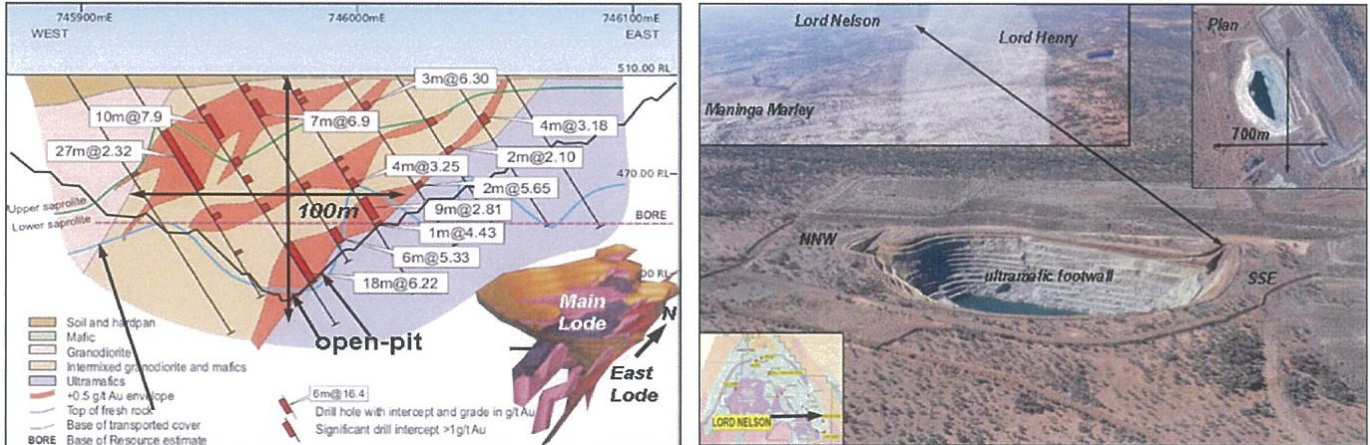 745900mE
746000mE
746100mE
WEST
EAST
510.00 RL
3m@6.30
10m@7.9
7m@6.9
4m@3.18
27m@2.32
2m@2.10
4m@3.25
470.00 RL
2m@5.65
100m
Upper saprolite
9m@2.81
BORE
Lower saprolite
1m@4.43
6m@5.33
00 RL
18m@6.22
Main
Lode
N
open-pit
East
Lode
Soil and hardpan
Mafic
Granodiorite
Intermixed granodiorite and mafics
Ultramafics
+0.5 g/t Au envelope
Top of fresh rock
Base of transported cover
BORE Base of Resource estimate
6m@16.4
Drill hole with intercept and grade in g/t Au
Significant drill intercept >1g/t Au
Lord Nelson
Lord Henry
Plan
Maninga Marley
700m
NNW
ultramafic footwall
SSE
LORD NELSON